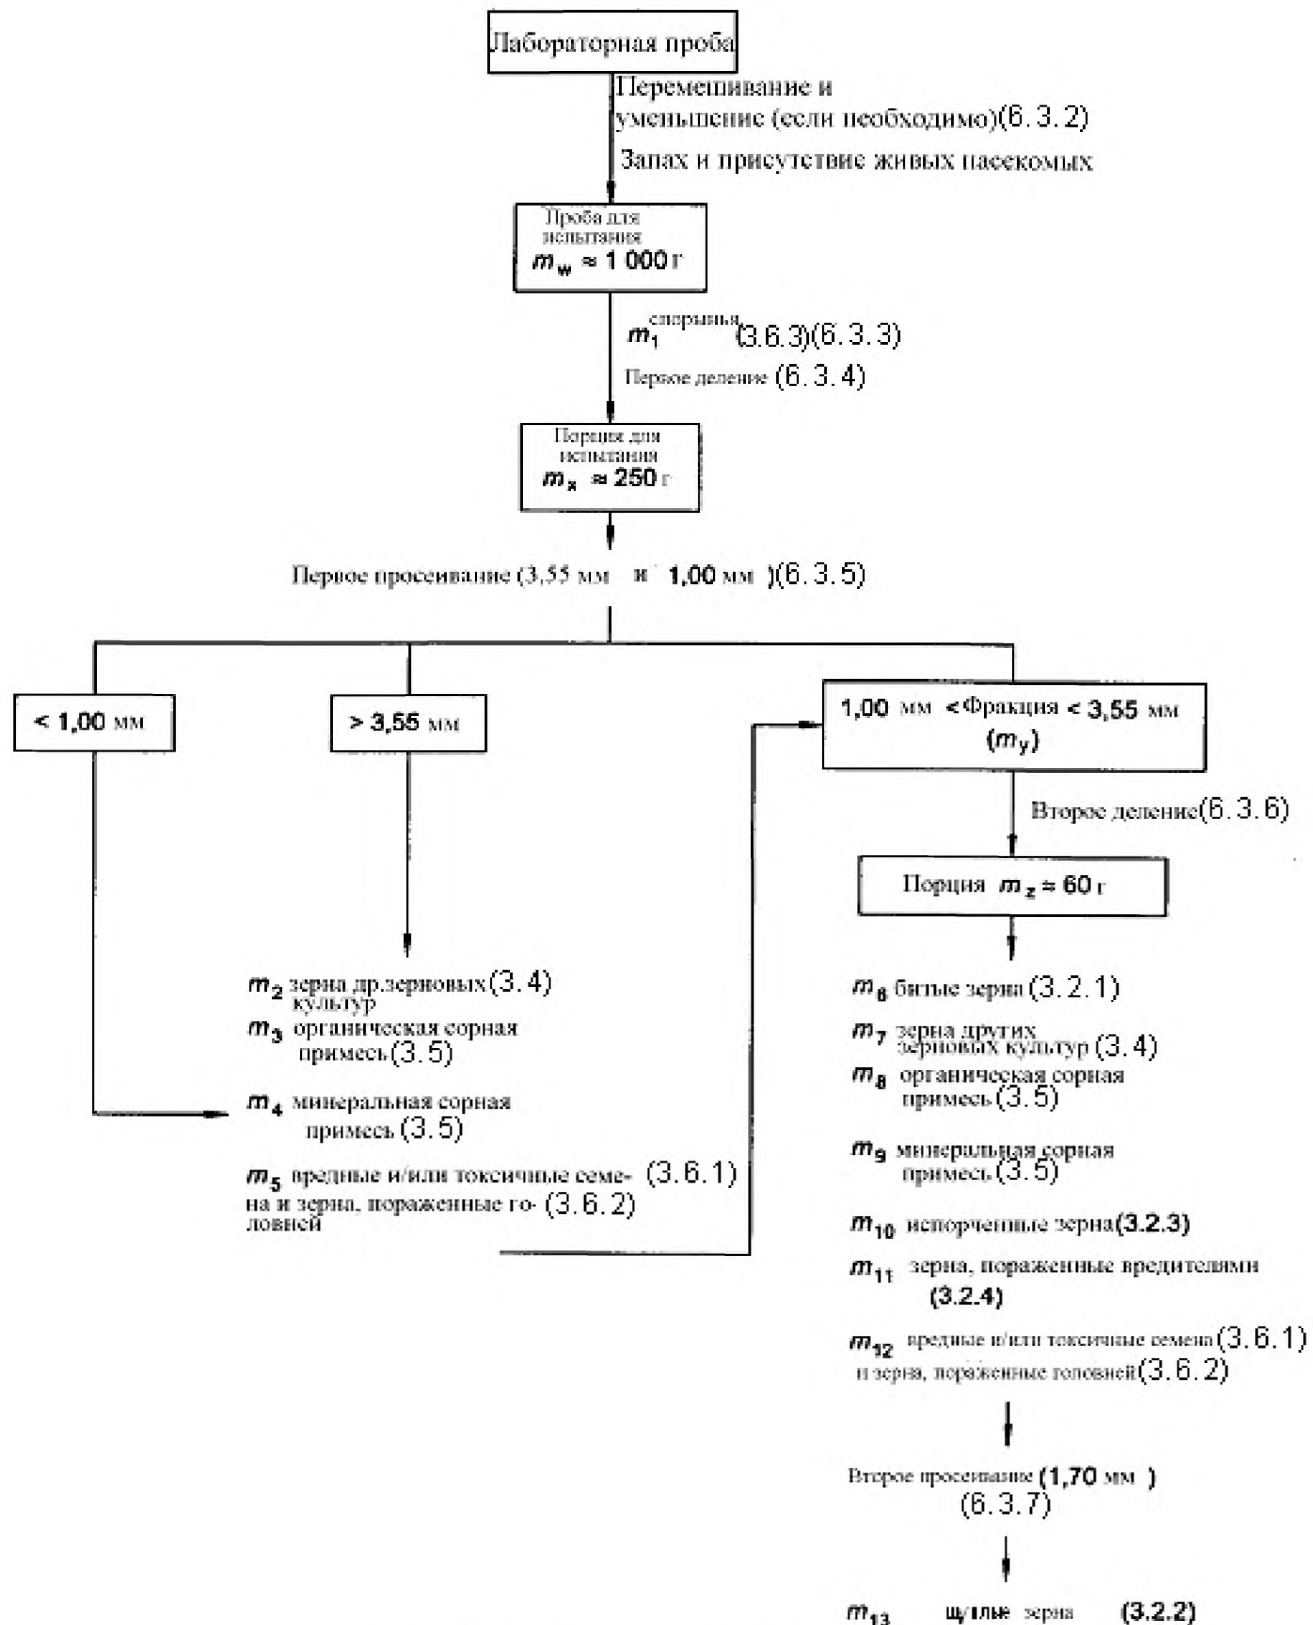 Лабораторная проба
Перемешивание и
уменьшение (если необходимо)(6.3.2)
Запах и присутствие живых насекомых
Проба для
испытания
m_w ≈ 1 000 г
m_1 спорынья, (3.6.3)(6.3.3)
Первое деление (6.3.4)
Порция для
испытания
m_x ≈ 250 г
Первое просеивание (3,55 мм и 1,00 мм )(6.3.5)
< 1,00 мм
> 3,55 мм
1,00 мм < Фракция < 3,55 мм
(m_y)
Второе деление(6.3.6)
Порция m_z ≈ 60 г
m_2 зерна др.зерновых (3.4)
культур
m_3 органическая сорная
примесь (3.5)
m_4 минеральная сорная
примесь (3.5)
m_5 вредные и/или токсичные семе- (3.6.1)
на и зерна, пораженные го- (3.6.2)
ловней
m_6 битые зерна (3.2.1)
m_7 зерна других
зерновых культур (3.4)
m_8 органическая сорная
примесь (3.5)
m_9 минеральная сорная
примесь (3.5)
m_10 испорченные зерна(3.2.3)
m_11 зерна, пораженные вредителями
(3.2.4)
m_12 вредные и/или токсичные семена(3.6.1)
и зерна, пораженные головней(3.6.2)
Второе просеивание (1,70 мм )
(6.3.7)
m_13 щуплые зерна (3.2.2)